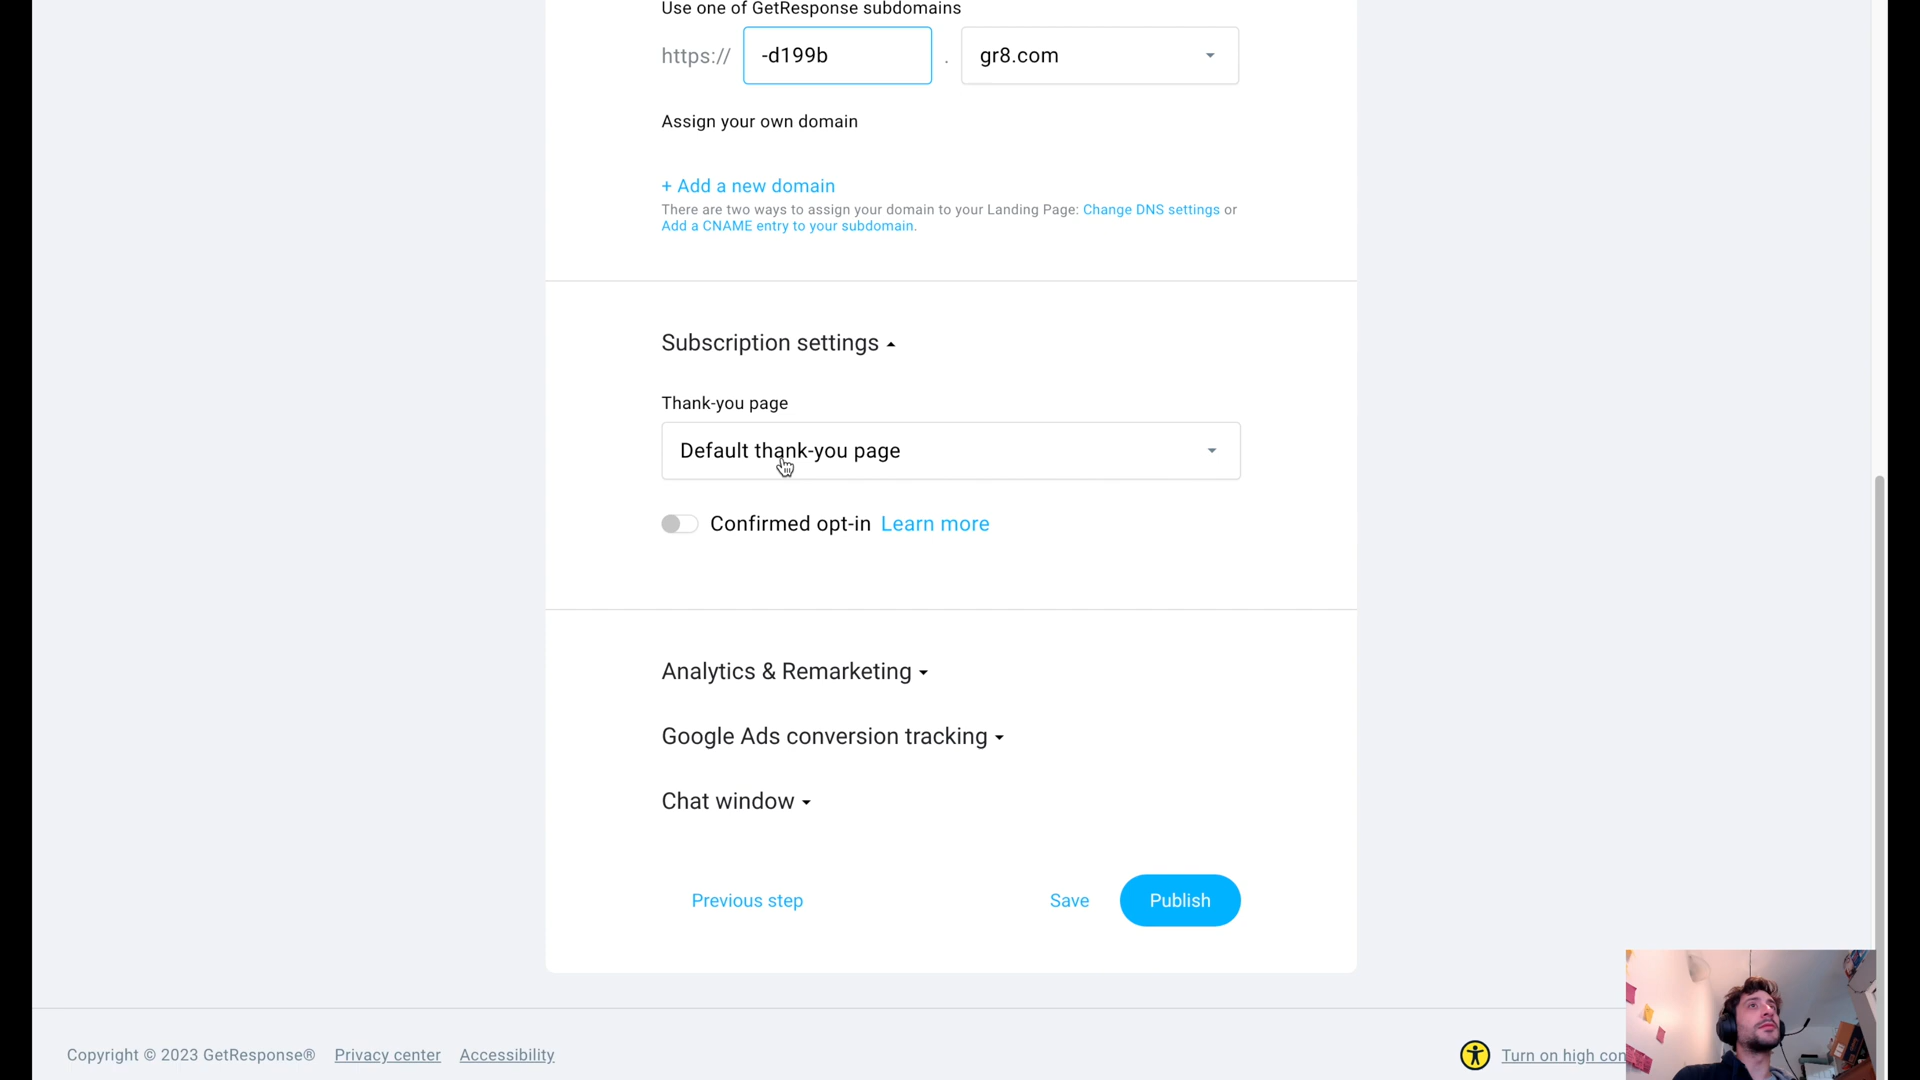 Use one of GetResponse subdomains
https:// -d199b . gr8.com
Assign your own domain
+ Add a new domain
There are two ways to assign your domain to your Landing Page: Change DNS settings or
Add a CNAME entry to your subdomain.
Subscription settings
Thank-you page
Default thank-you page
Confirmed opt-in Learn more
Analytics & Remarketing
Google Ads conversion tracking
Chat window
Previous step Save Publish
Copyright © 2023 GetResponse® Privacy center Accessibility Turn on high con